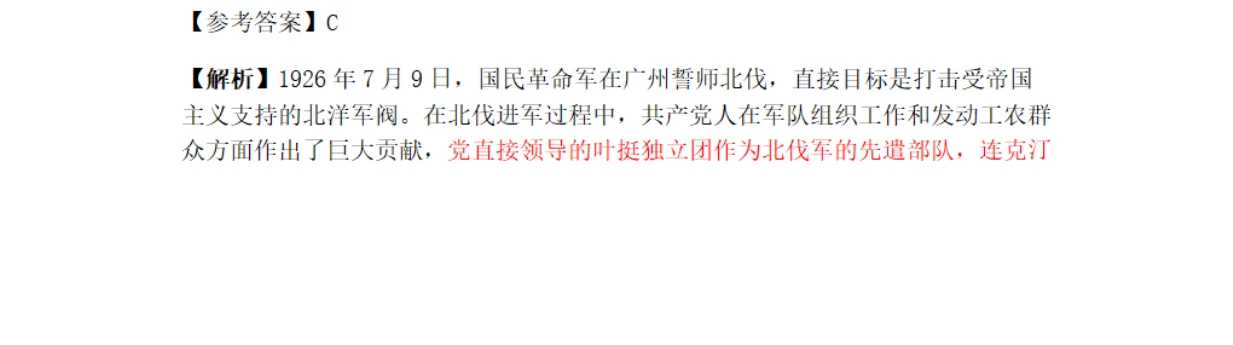 【参考答案】C
【解析】1926 年 7 月 9 日，国民革命军在广州誓师北伐，直接目标是打击受帝国
主义支持的北洋军阀。在北伐进军过程中，共产党人在军队组织工作和发动工农群
众方面作出了巨大贡献，党直接领导的叶挺独立团作为北伐军的先遣部队，连克汀